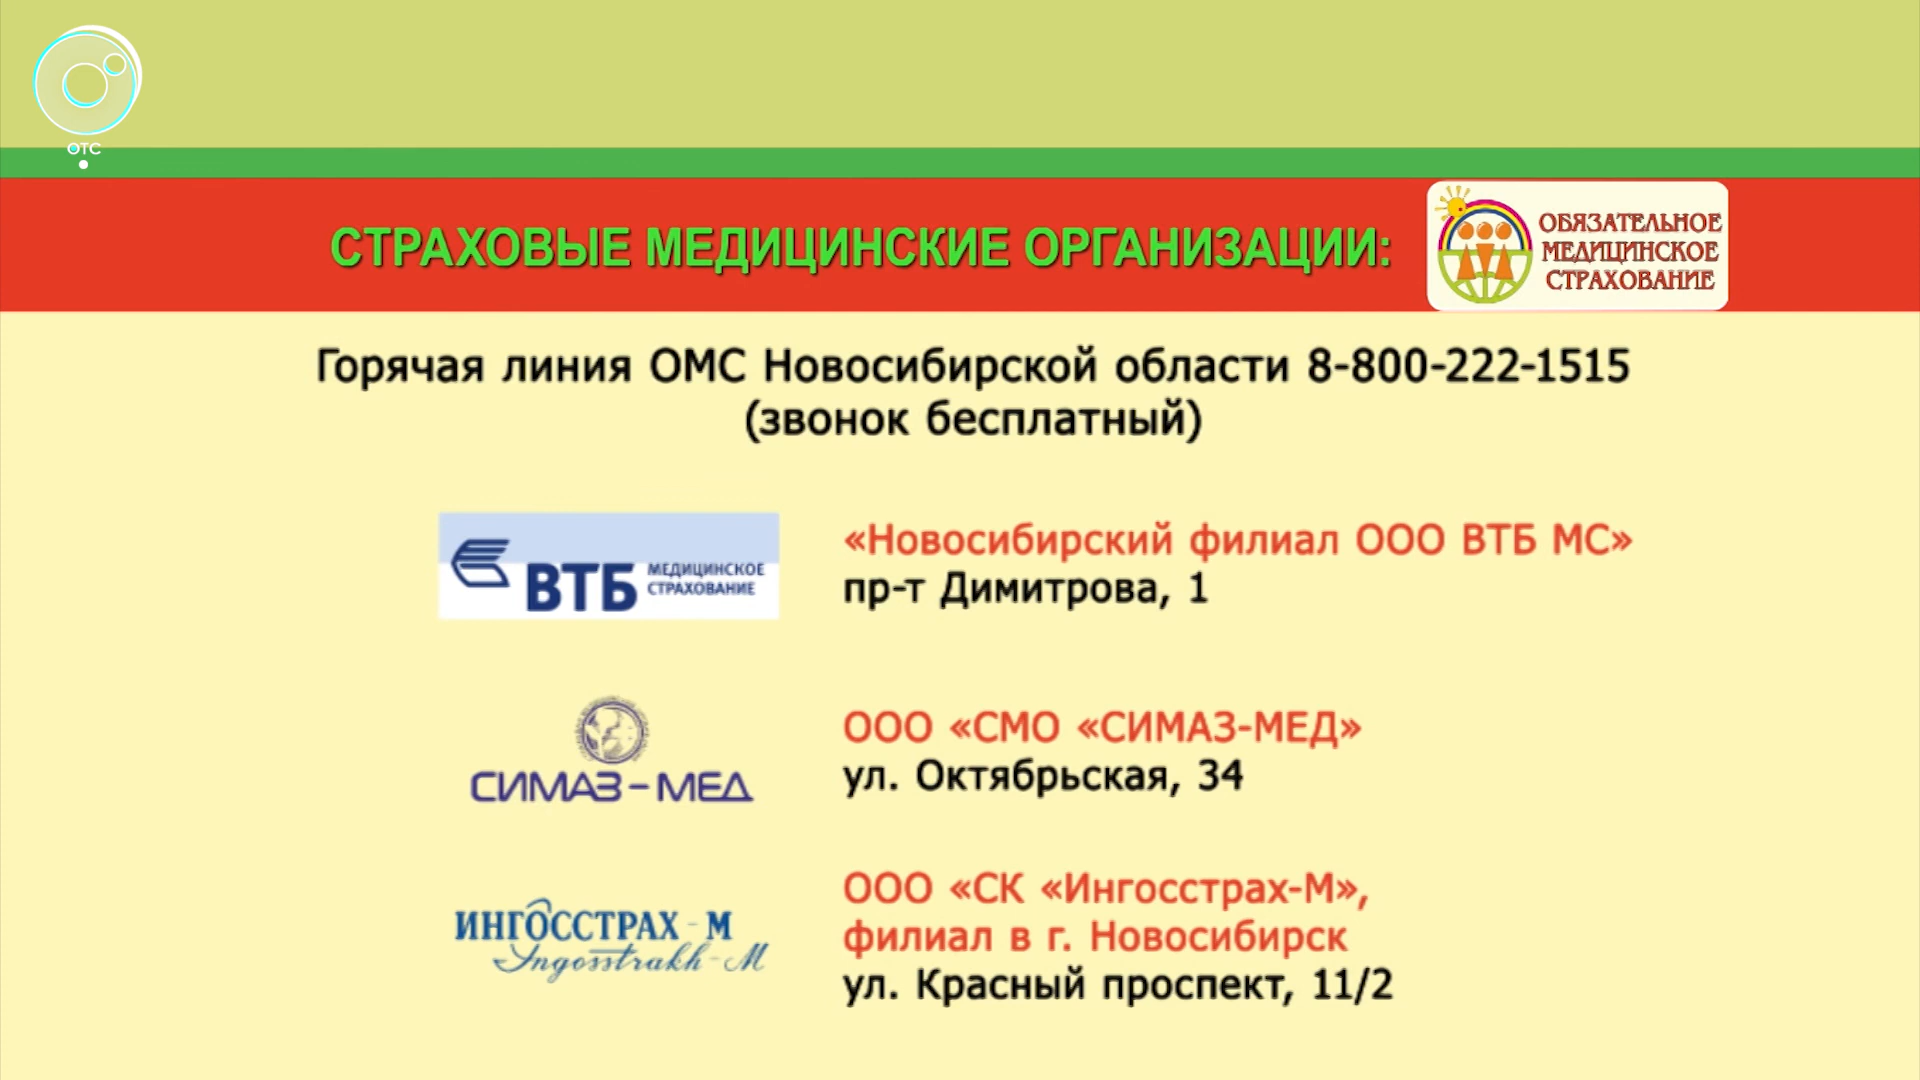 ОТС
СТРАХОВЫЕ МЕДИЦИНСКИЕ ОРГАНИЗАЦИИ:
ОБЯЗАТЕЛЬНОЕ
МЕДИЦИНСКОЕ
СТРАХОВАНИЕ
Горячая линия ОМС Новосибирской области 8-800-222-1515
(звонок бесплатный)
ВТБ
МЕДИЦИНСКОЕ
СТРАХОВАНИЕ
«Новосибирский филиал ООО ВТБ МС»
пр-т Димитрова, 1
СИМАЗ-МЕД
ООО «СМО «СИМАЗ-МЕД»
ул. Октябрьская, 34
ИНГОССТРАХ-М
Ingosstrakh-M
ООО «СК «Ингосстрах-М»,
филиал в г. Новосибирск
ул. Красный проспект, 11/2